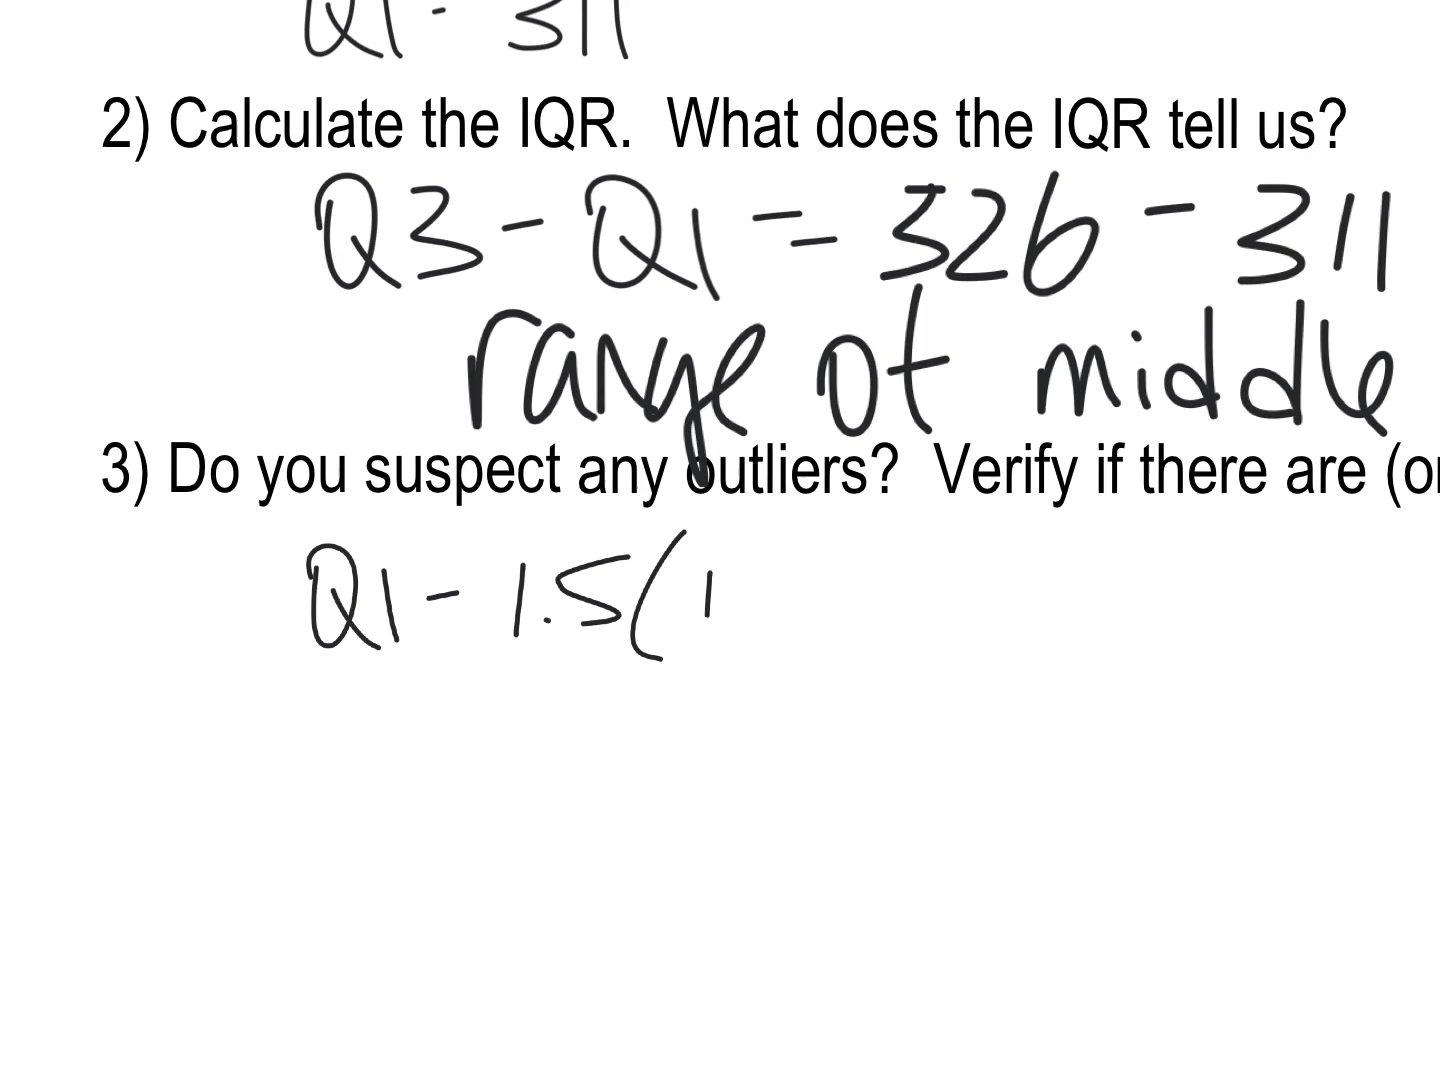 Q1 - 311
2) Calculate the IQR. What does the IQR tell us?
Q3 - Q1 = 326 - 311
range of middle
3) Do you suspect any outliers? Verify if there are (or
Q1 - 1.5(1